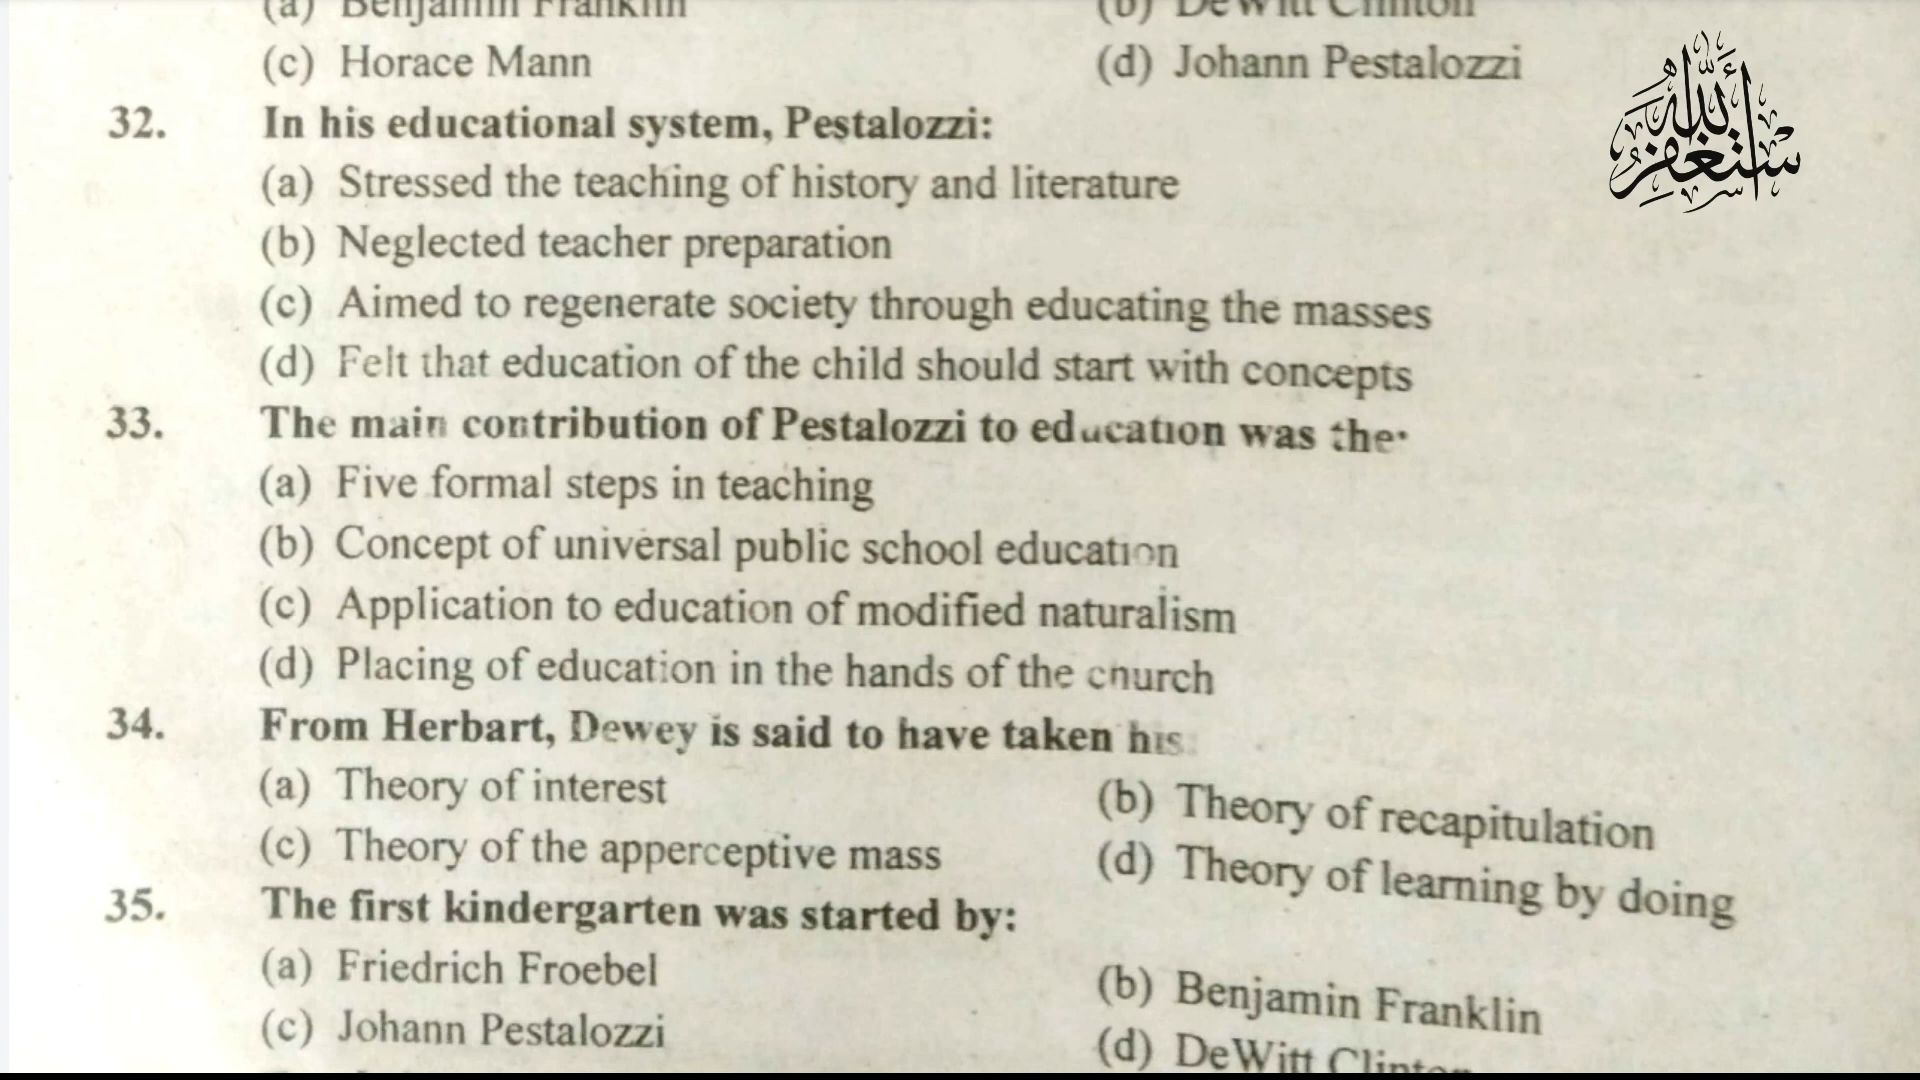 (a) Benjamin Franklin (b) DeWitt Clinton
(c) Horace Mann (d) Johann Pestalozzi
32. In his educational system, Pestalozzi:
(a) Stressed the teaching of history and literature
(b) Neglected teacher preparation
(c) Aimed to regenerate society through educating the masses
(d) Felt that education of the child should start with concepts
33. The main contribution of Pestalozzi to education was the:
(a) Five formal steps in teaching
(b) Concept of universal public school education
(c) Application to education of modified naturalism
(d) Placing of education in the hands of the church
34. From Herbart, Dewey is said to have taken his:
(a) Theory of interest (b) Theory of recapitulation
(c) Theory of the apperceptive mass (d) Theory of learning by doing
35. The first kindergarten was started by:
(a) Friedrich Froebel (b) Benjamin Franklin
(c) Johann Pestalozzi (d) DeWitt Clinton
أستغفر الله